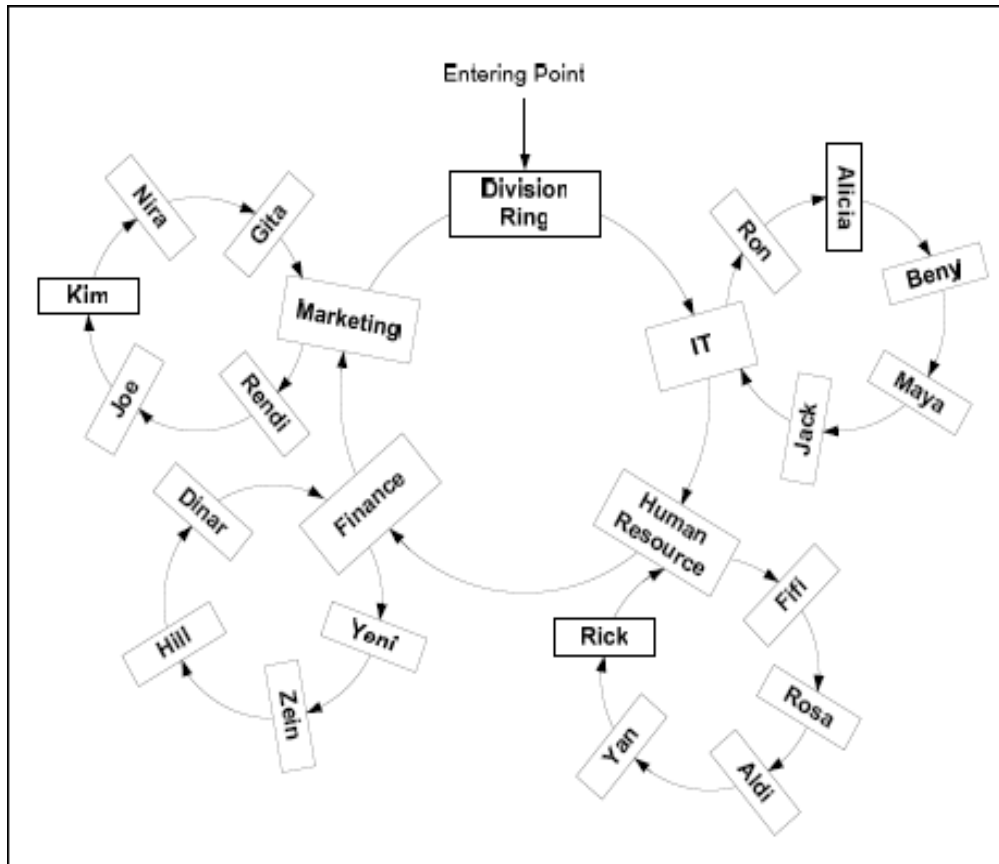 Entering Point
Division
Ring
Nira
Gita
Kim
Marketing
Joe
Rendi
Ron
Alicia
Beny
IT
Maya
Jack
Dinar
Finance
Human
Resource
Hill
Yeni
Zein
Fifi
Rick
Rosa
Yan
Aldi